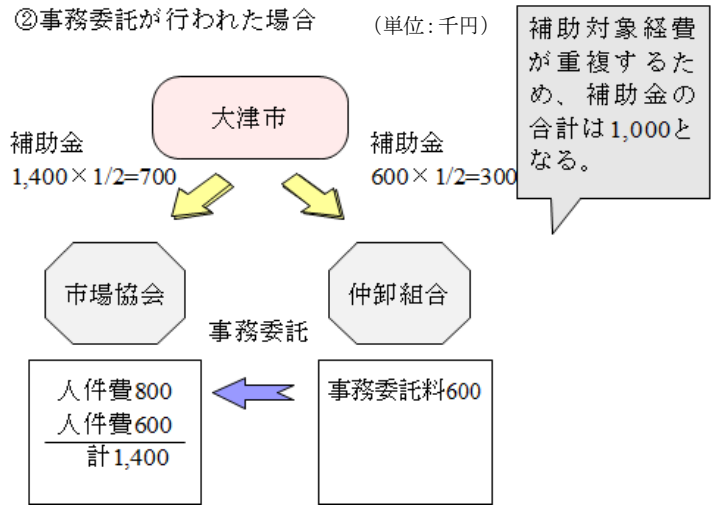 ②事務委託が行われた場合
（単位：千円）
補助対象経費
が重複するた
め、補助金の
合計は1,000と
なる。
大津市
補助金
1,400×1/2=700
補助金
600×1/2=300
市場協会
仲卸組合
事務委託
人件費800
人件費600
計1,400
事務委託料600